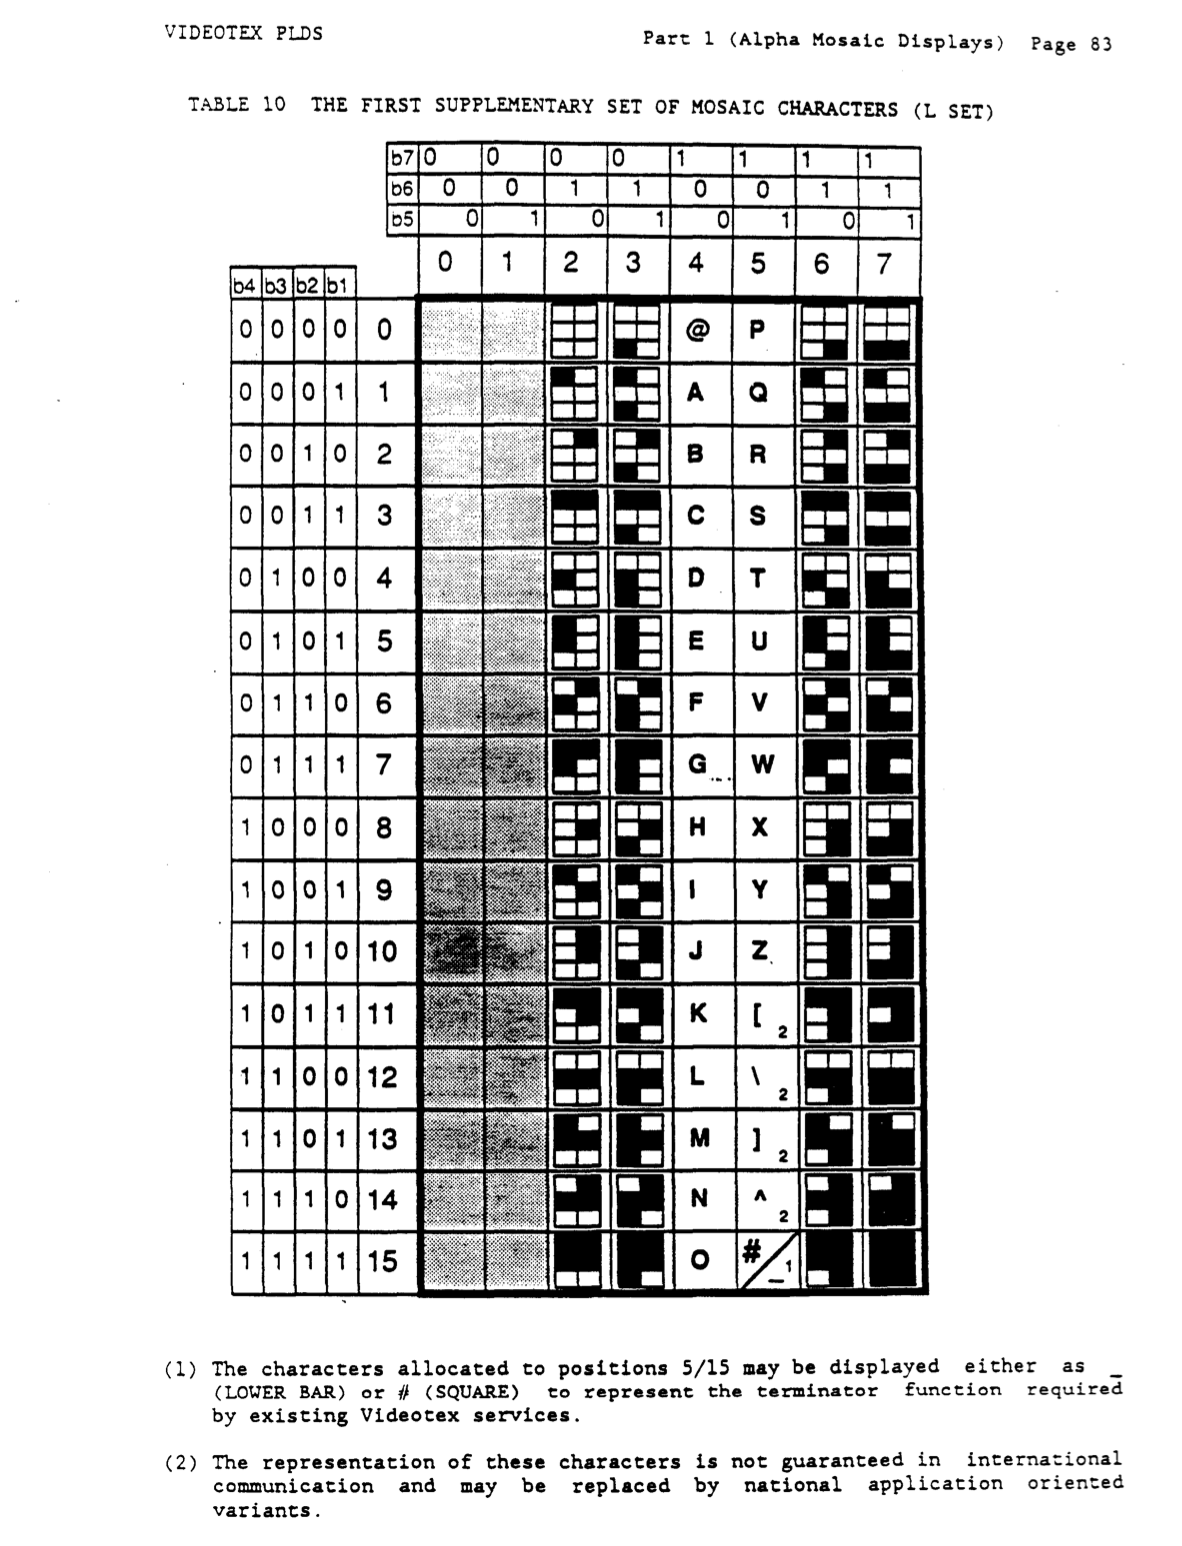 VIDEOTEX PLDS
Part 1 (Alpha Mosaic Displays) Page 83
TABLE 10 THE FIRST SUPPLEMENTARY SET OF MOSAIC CHARACTERS (L SET)
b7 0 0 0 0 1 1 1 1
b6 0 0 1 1 0 0 1 1
b5 0 1 0 1 0 1 0 1
0 1 2 3 4 5 6 7
b4 b3 b2 b1
0 0 0 0 0 @ P
0 0 0 1 1 A Q
0 0 1 0 2 B R
0 0 1 1 3 C S
0 1 0 0 4 D T
0 1 0 1 5 E U
0 1 1 0 6 F V
0 1 1 1 7 G W
1 0 0 0 8 H X
1 0 0 1 9 I Y
1 0 1 0 10 J Z
1 0 1 1 11 K [ 2
1 1 0 0 12 L \ 2
1 1 0 1 13 M ] 2
1 1 1 0 14 N ^ 2
1 1 1 1 15 O # / _ 1
(1) The characters allocated to positions 5/15 may be displayed either as _
(LOWER BAR) or # (SQUARE) to represent the terminator function required
by existing Videotex services.
(2) The representation of these characters is not guaranteed in international
communication and may be replaced by national application oriented
variants.